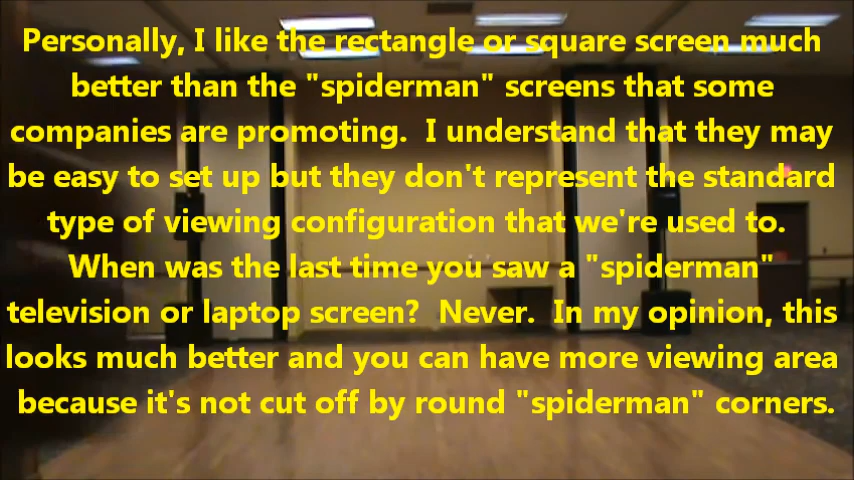 Personally, I like the rectangle or square screen much
better than the "spiderman" screens that some
companies are promoting.  I understand that they may
be easy to set up but they don't represent the standard
type of viewing configuration that we're used to.
When was the last time you saw a "spiderman"
television or laptop screen?  Never.  In my opinion, this
looks much better and you can have more viewing area
because it's not cut off by round "spiderman" corners.